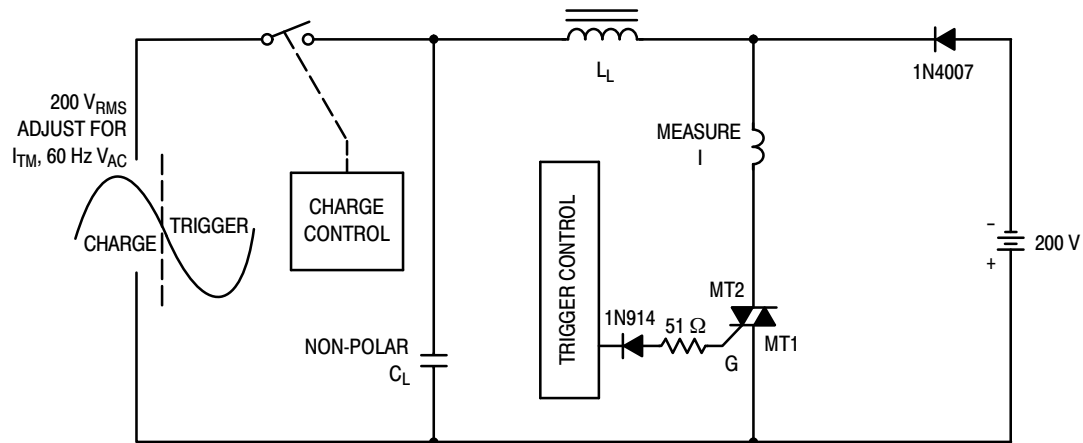 200 V_RMS
ADJUST FOR
I_TM, 60 Hz V_AC
CHARGE
TRIGGER
CHARGE
CONTROL
NON-POLAR
C_L
L_L
TRIGGER CONTROL
1N914
51 Ω
MEASURE
I
MT2
MT1
G
1N4007
-
+
200 V